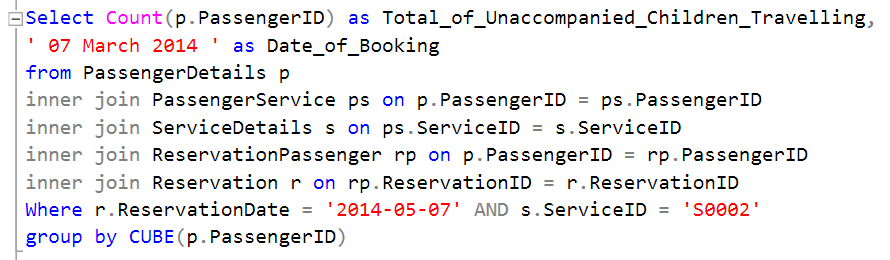 Select Count(p.PassengerID) as Total_of_Unaccompanied_Children_Travelling,
' 07 March 2014 ' as Date_of_Booking
from PassengerDetails p
inner join PassengerService ps on p.PassengerID = ps.PassengerID
inner join ServiceDetails s on ps.ServiceID = s.ServiceID
inner join ReservationPassenger rp on p.PassengerID = rp.PassengerID
inner join Reservation r on rp.ReservationID = r.ReservationID
Where r.ReservationDate = '2014-05-07' AND s.ServiceID = 'S0002'
group by CUBE(p.PassengerID)